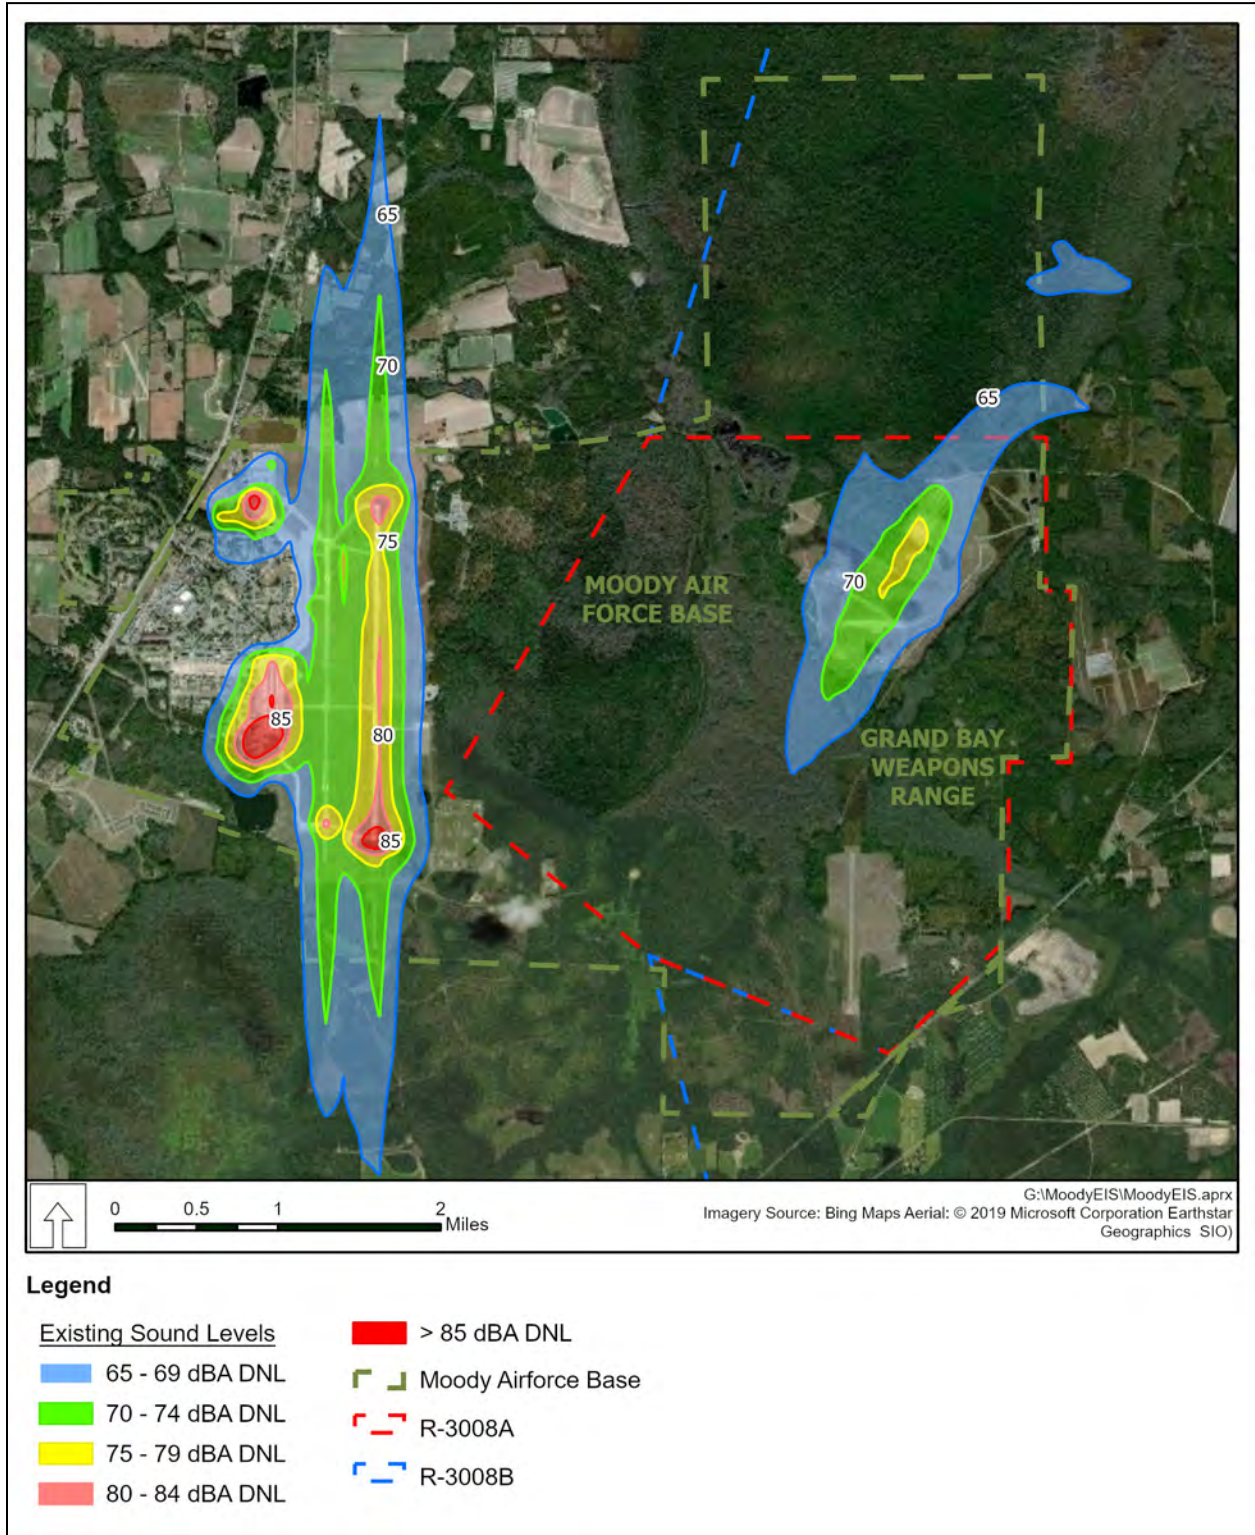 65
70
65
75
MOODY AIR
FORCE BASE
70
85
80
GRAND BAY
WEAPONS
RANGE
85
0 0.5 1 2
Miles
G:\MoodyEIS\MoodyEIS.aprx
Imagery Source: Bing Maps Aerial: © 2019 Microsoft Corporation Earthstar
Geographics SIO)
Legend
Existing Sound Levels
65 - 69 dBA DNL
70 - 74 dBA DNL
75 - 79 dBA DNL
80 - 84 dBA DNL
> 85 dBA DNL
Moody Airforce Base
R-3008A
R-3008B